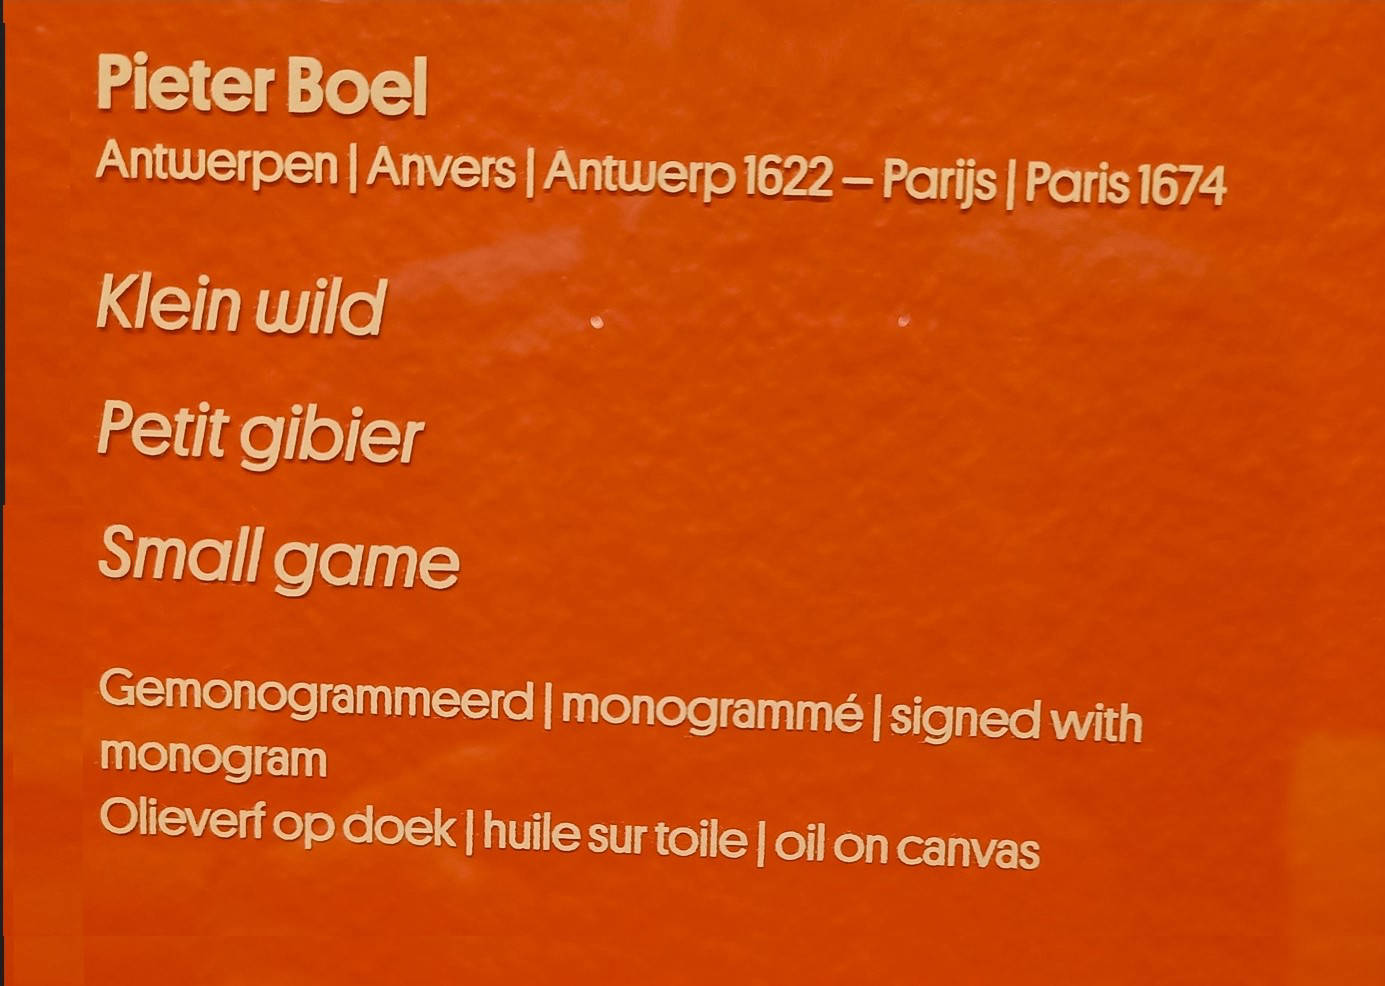 Pieter Boel
Antwerpen | Anvers | Antwerp 1622 – Parijs | Paris 1674
Klein wild
Petit gibier
Small game
Gemonogrammeerd | monogrammé | signed with
monogram
Olieverf op doek | huile sur toile | oil on canvas